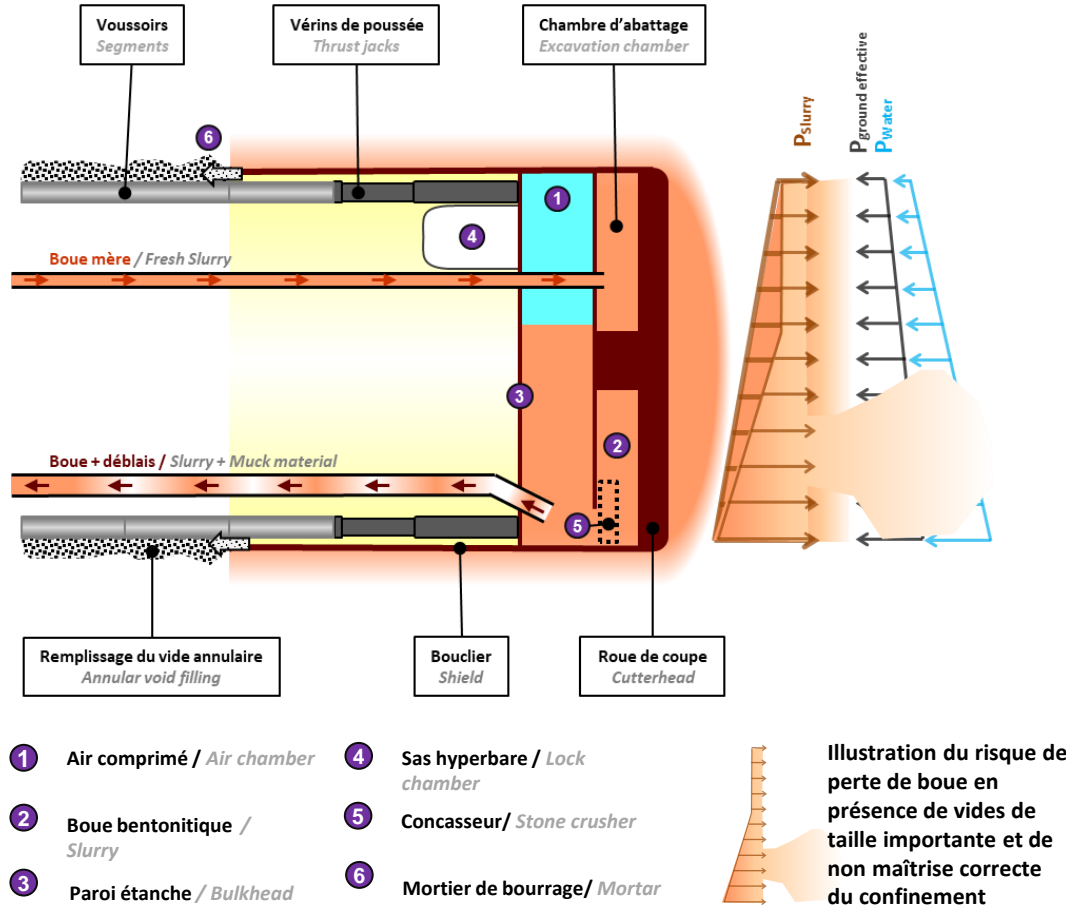 Voussoirs
Segments
Vérins de poussée
Thrust jacks
Chambre d'abattage
Excavation chamber
P Slurry
P ground effective
P Water
6
1
4
Boue mère / Fresh Slurry
3
2
Boue + déblais / Slurry + Muck material
5
Remplissage du vide annulaire
Annular void filling
Bouclier
Shield
Roue de coupe
Cutterhead
1 Air comprimé / Air chamber
2 Boue bentonitique /
Slurry
3 Paroi étanche / Bulkhead
4 Sas hyperbare / Lock
chamber
5 Concasseur/ Stone crusher
6 Mortier de bourrage/ Mortar
Illustration du risque de
perte de boue en
présence de vides de
taille importante et de
non maîtrise correcte
du confinement